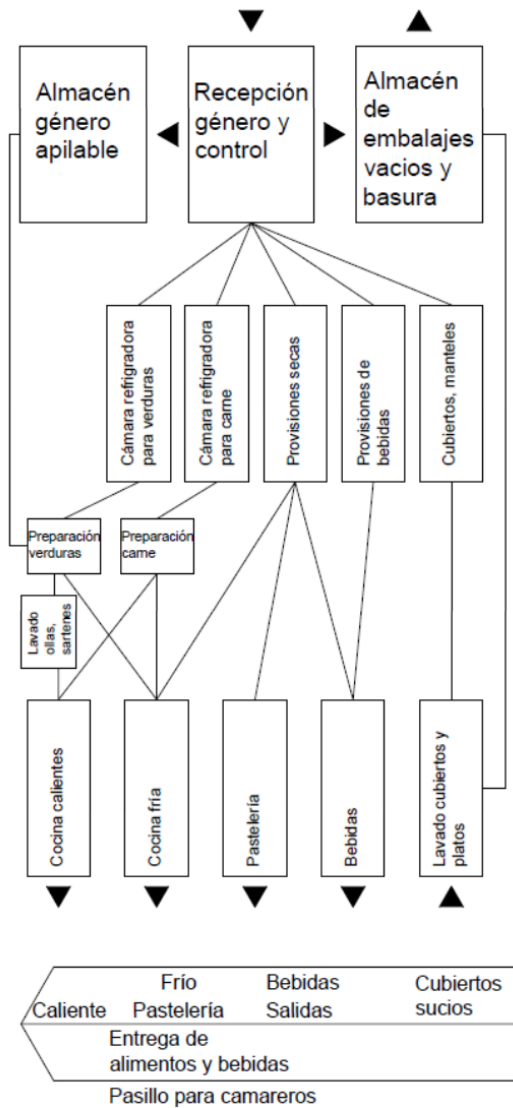 Almacén
género
apilable
Recepción
género y
control
Almacén
de
embalajes
vacios y
basura
Cámara refrigradora
para verduras
Cámara refrigradora
para carne
Provisiones secas
Provisiones de
bebidas
Cubiertos, manteles
Preparación
verduras
Preparación
carne
Lavado
ollas,
sartenes
Cocina calientes
Cocina fría
Pastelería
Bebidas
Lavado cubiertos y
platos
Caliente
Frío
Pastelería
Bebidas
Salidas
Cubiertos
sucios
Entrega de
alimentos y bebidas
Pasillo para camareros